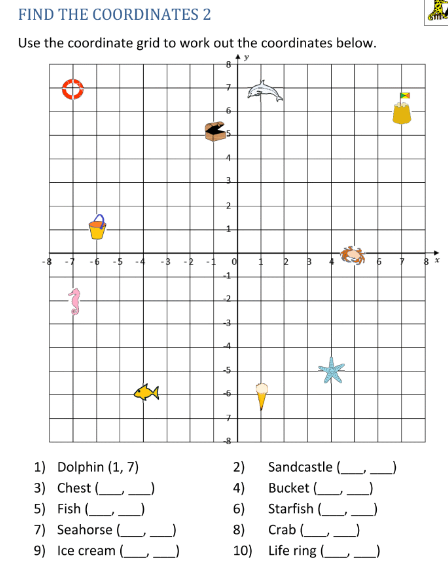 FIND THE COORDINATES 2
Use the coordinate grid to work out the coordinates below.
8 y
7
6
5
4
3
2
1
-8 -7 -6 -5 -4 -3 -2 -1 0 1 2 3 4 6 7 8 x
-1
-2
-3
-4
-5
-6
7
-8
1) Dolphin (1, 7) 2) Sandcastle (___, ___)
3) Chest (___, ___) 4) Bucket (___, ___)
5) Fish (___, ___) 6) Starfish (___, ___)
7) Seahorse (___, ___) 8) Crab (___, ___)
9) Ice cream (___, ___) 10) Life ring (___, ___)